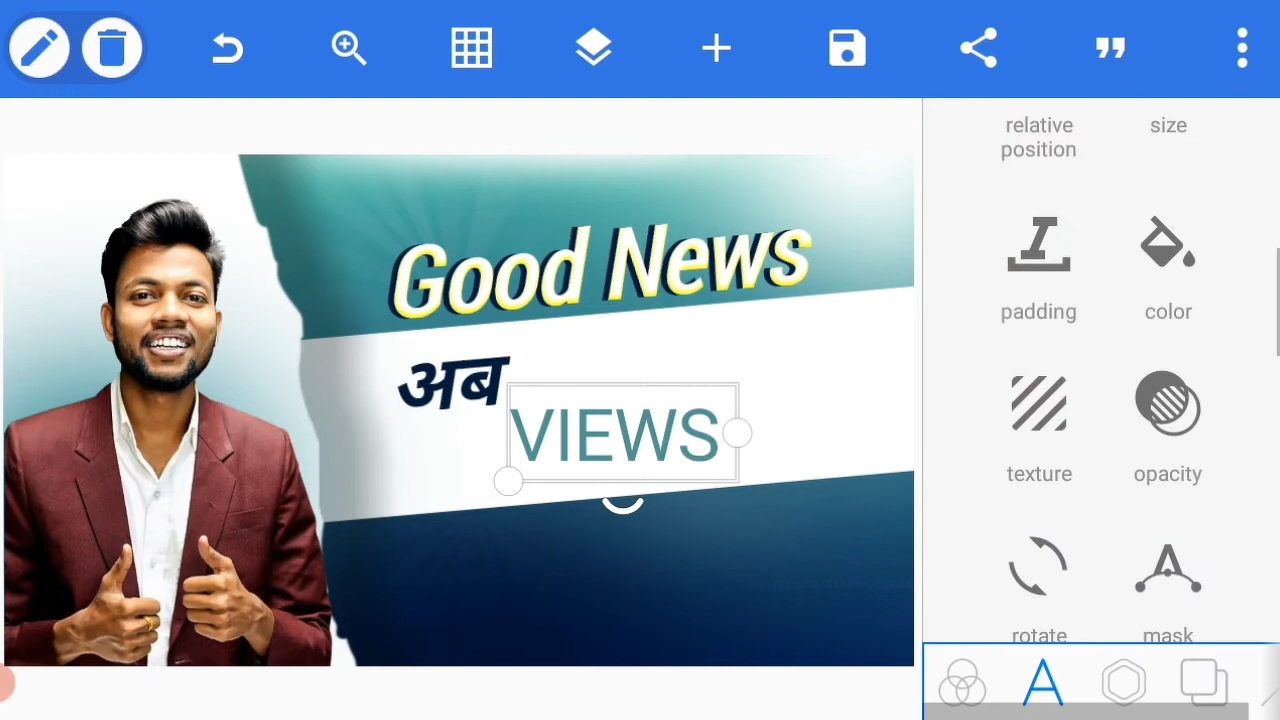 relative
position
size
padding
color
texture
opacity
rotate
mask
Good News
अब
VIEWS